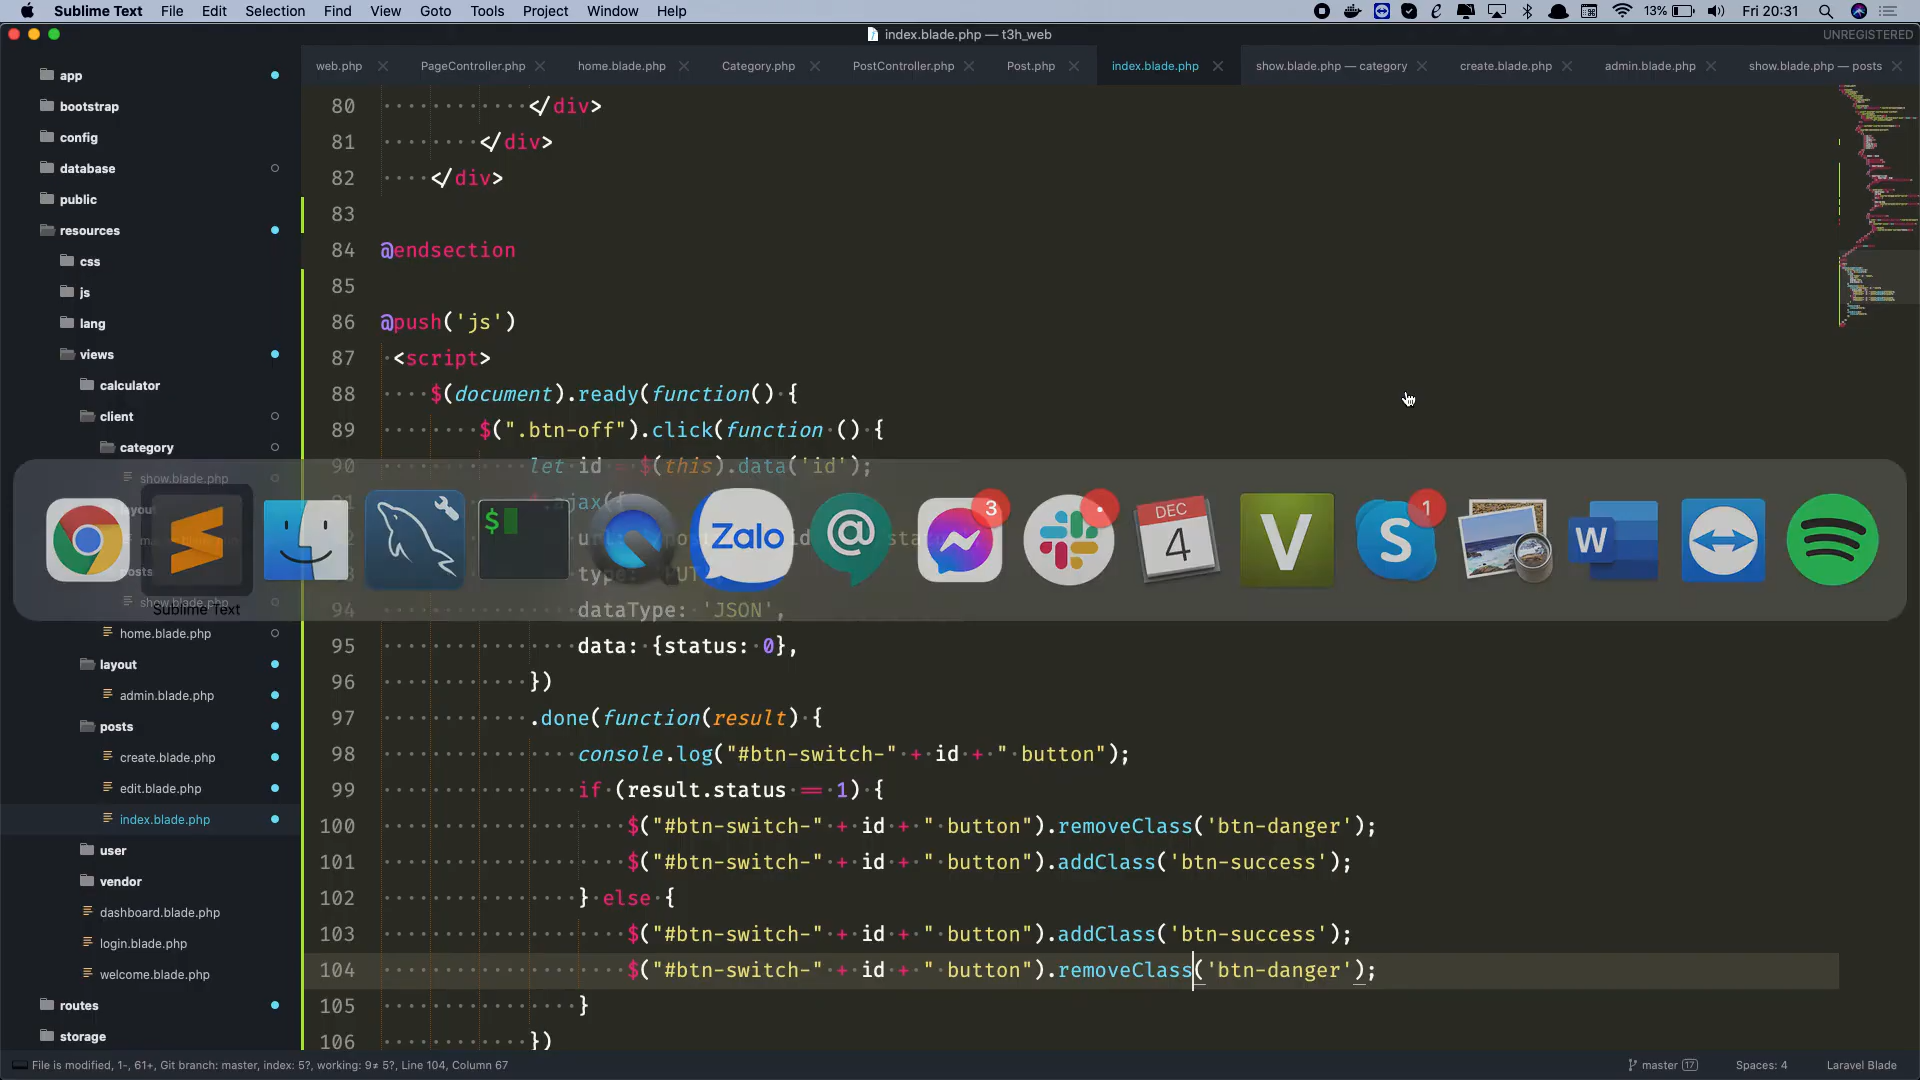 Sublime Text File Edit Selection Find View Goto Tools Project Window Help 13% Fri 20:31
index.blade.php — t3h_web UNREGISTERED
web.php PageController.php home.blade.php Category.php PostController.php Post.php index.blade.php show.blade.php — category create.blade.php admin.blade.php show.blade.php — posts
app
bootstrap
config
database
public
resources
css
js
lang
views
calculator
client
category
show.blade.php
posts
show.blade.php
home.blade.php
layout
admin.blade.php
posts
create.blade.php
edit.blade.php
index.blade.php
user
vendor
dashboard.blade.php
login.blade.php
welcome.blade.php
routes
storage
80 </div>
81 </div>
82 </div>
83
84 @endsection
85
86 @push('js')
87 <script>
88 $(document).ready(function() {
89 $(".btn-off").click(function () {
90 let id = $(this).data('id');
dataType: 'JSON',
95 data: {status: 0},
96 })
97 .done(function(result) {
98 console.log("#btn-switch-" + id + " button");
99 if (result.status == 1) {
100 $("#btn-switch-" + id + " button").removeClass('btn-danger');
101 $("#btn-switch-" + id + " button").addClass('btn-success');
102 } else {
103 $("#btn-switch-" + id + " button").addClass('btn-success');
104 $("#btn-switch-" + id + " button").removeClass('btn-danger');
105 }
106 })
$ Zalo @ 3 DEC 4 V S 1 W
Sublime Text
File is modified, 1-, 61+, Git branch: master, index: 5?, working: 9≠ 5?, Line 104, Column 67 master 17 Spaces: 4 Laravel Blade